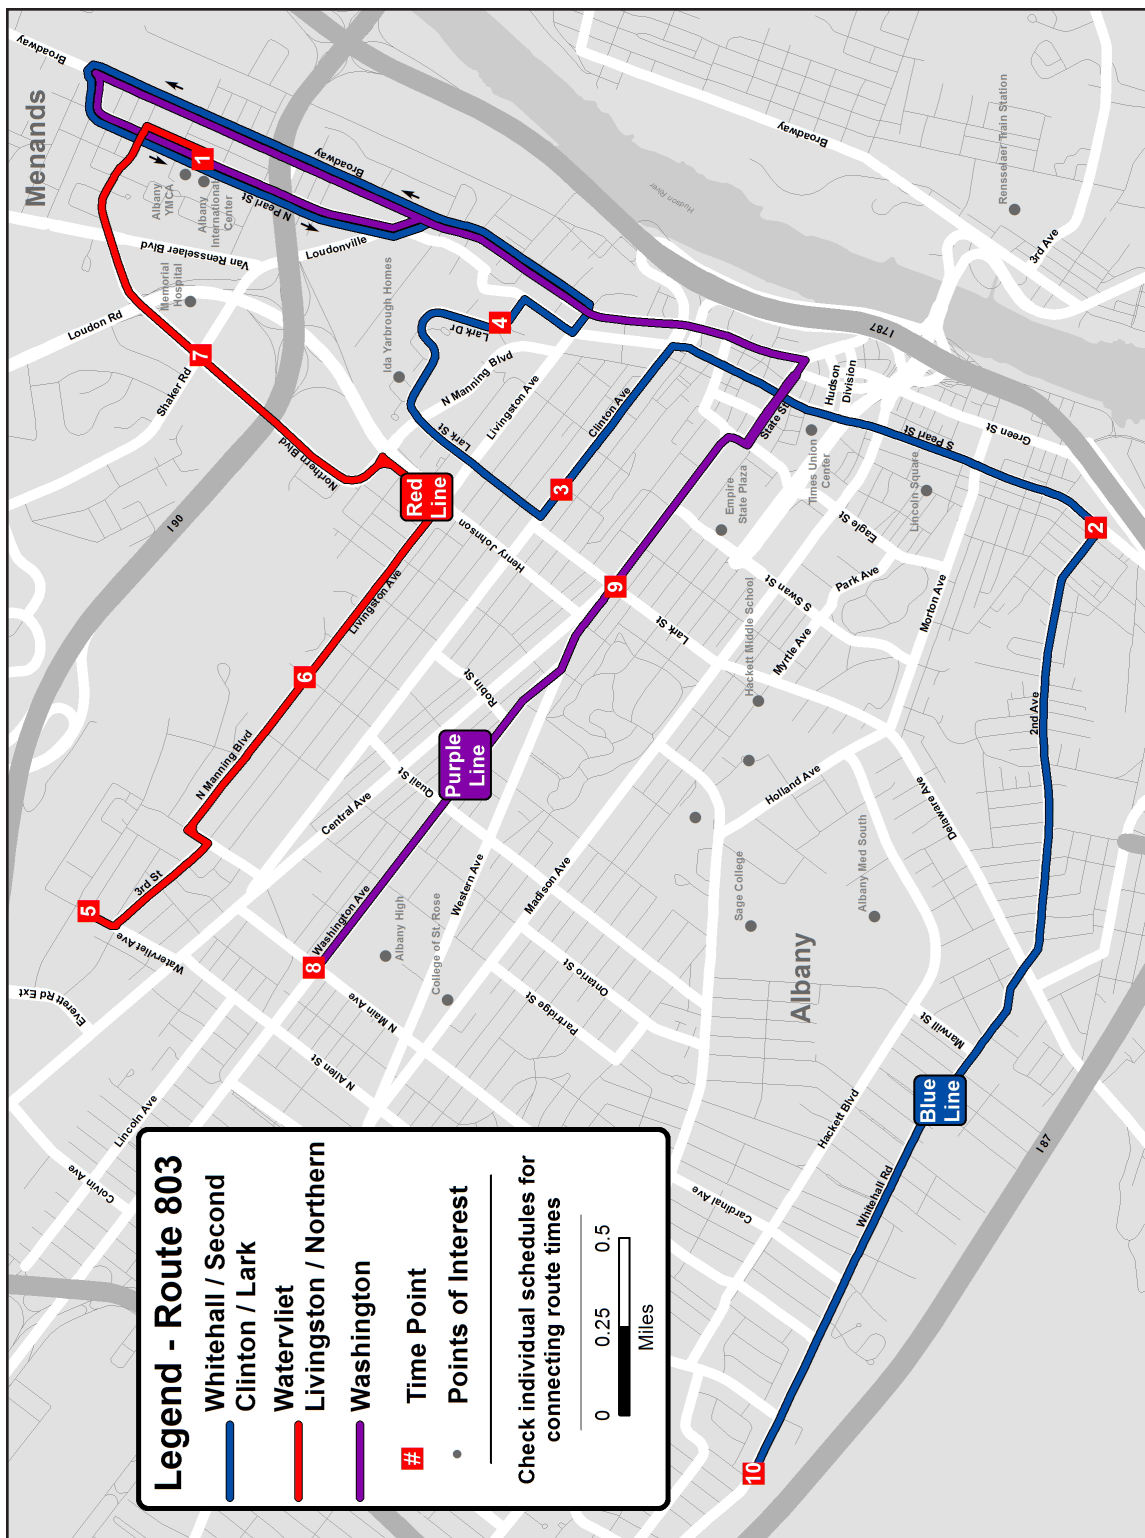 Legend - Route 803
Whitehall / Second
Clinton / Lark
Watervliet
Livingston / Northern
Washington
#
Time Point
Points of Interest
Check individual schedules for
connecting route times
0
0.25
0.5
Miles
Menands
Albany
Red
Line
Purple
Line
Blue
Line
1
2
3
4
5
6
7
8
9
10
Broadway
Broadway
Broadway
N Pearl St
Albany
YMCA
Albany
International
Center
Van Rensselaer Blvd
Loudonville
Memorial
Hospital
Loudon Rd
Shaker Rd
Northern Blvd
Ida Yarbrough Homes
Lark Dr
N Manning Blvd
Livingston Ave
Lark St
Clinton Ave
Hudson River
Rensselaer Train Station
3rd Ave
I 787
I 90
Hudson
Division
State St
Times Union
Center
S Pearl St
Green St
Lincoln Square
Empire
State Plaza
Eagle St
Park Ave
S Swan St
Morton Ave
Myrtle Ave
Hackett Middle School
Lark St
Henry Johnson
Livingston Ave
N Manning Blvd
3rd St
Watervliet Ave
Everett Rd Ext
Robin St
Quail St
Central Ave
Washington Ave
Western Ave
Madison Ave
Albany High
College of St. Rose
N Main Ave
N Allen St
Partridge St
Ontario St
Lincoln Ave
Colvin Ave
2nd Ave
Holland Ave
Delaware Ave
Sage College
Albany Med South
Marwill St
Hackett Blvd
Whitehall Rd
Cardinal Ave
I 87